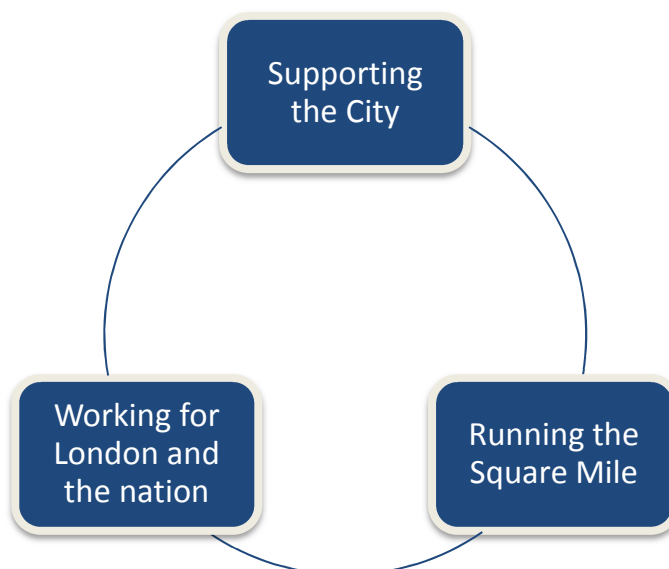 Supporting
the City
Working for
London and
the nation
Running the
Square Mile